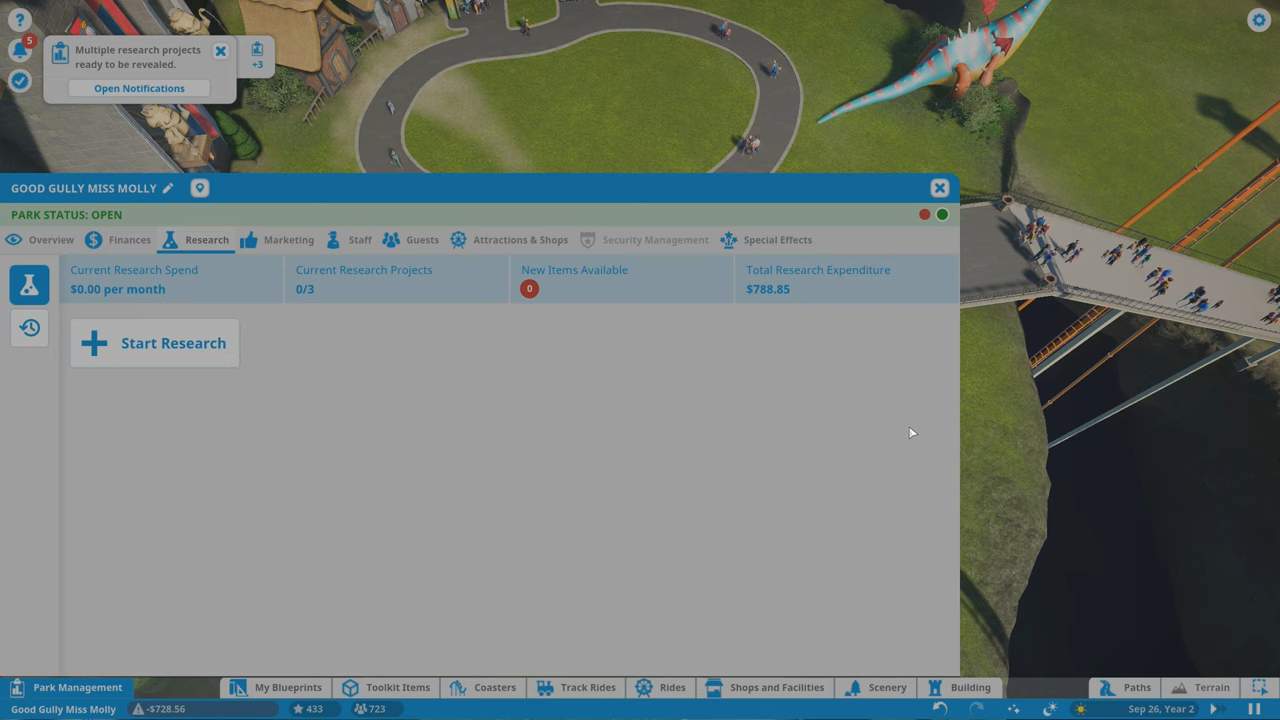 ?
5
Multiple research projects
ready to be revealed.
+3
Open Notifications
GOOD GULLY MISS MOLLY
PARK STATUS: OPEN
Overview Finances Research Marketing Staff Guests Attractions & Shops Security Management Special Effects
Current Research Spend
$0.00 per month
Current Research Projects
0/3
New Items Available
0
Total Research Expenditure
$788.85
Start Research
Park Management My Blueprints Toolkit Items Coasters Track Rides Rides Shops and Facilities Scenery Building Paths Terrain
Good Gully Miss Molly -$728.56 433 723 Sep 26, Year 2